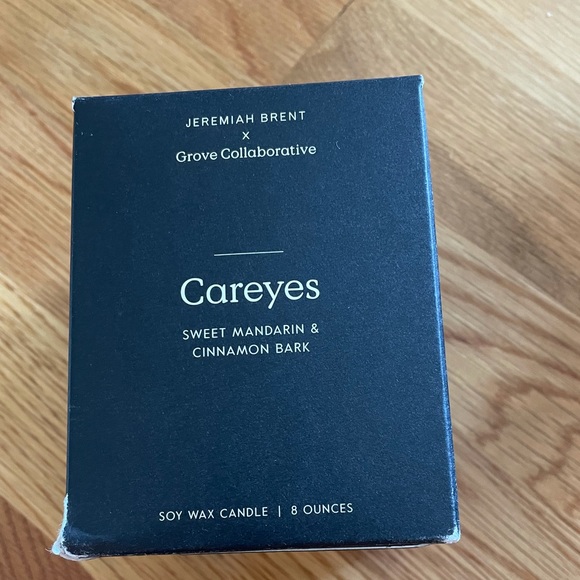 JEREMIAH BRENT
x
Grove Collaborative
Careyes
SWEET MANDARIN &
CINNAMON BARK
SOY WAX CANDLE | 8 OUNCES